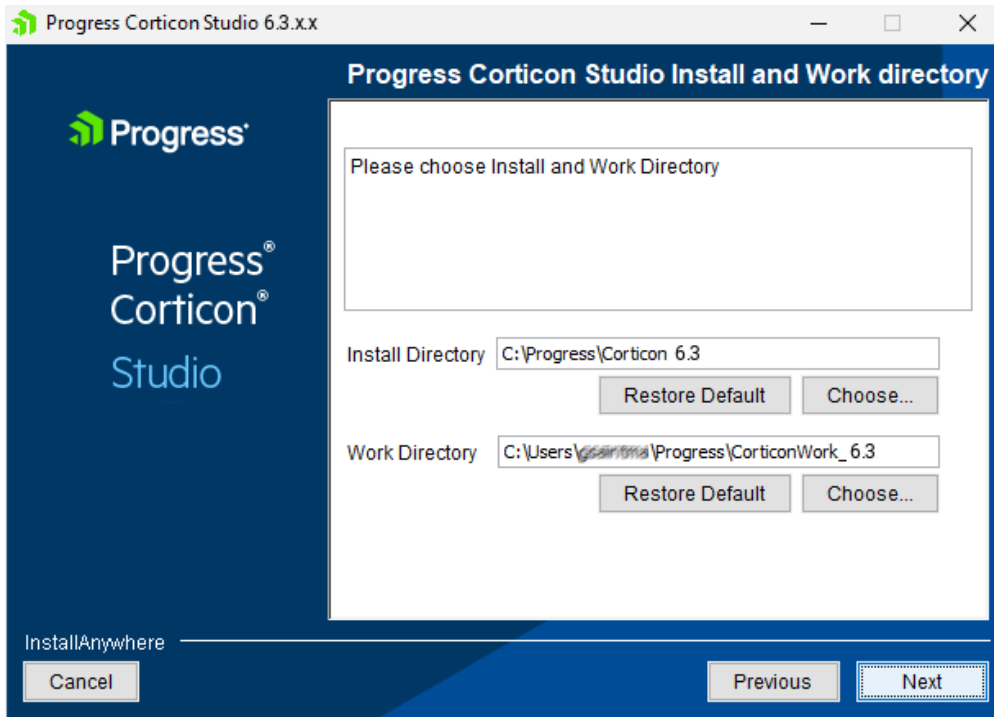 Progress Corticon Studio 6.3.x.x
Progress Corticon Studio Install and Work directory
Progress
Progress®
Corticon®
Studio
Please choose Install and Work Directory
Install Directory C:\Progress\Corticon 6.3
Restore Default Choose...
Work Directory C:\Users\ \Progress\CorticonWork_6.3
Restore Default Choose...
InstallAnywhere
Cancel Previous Next